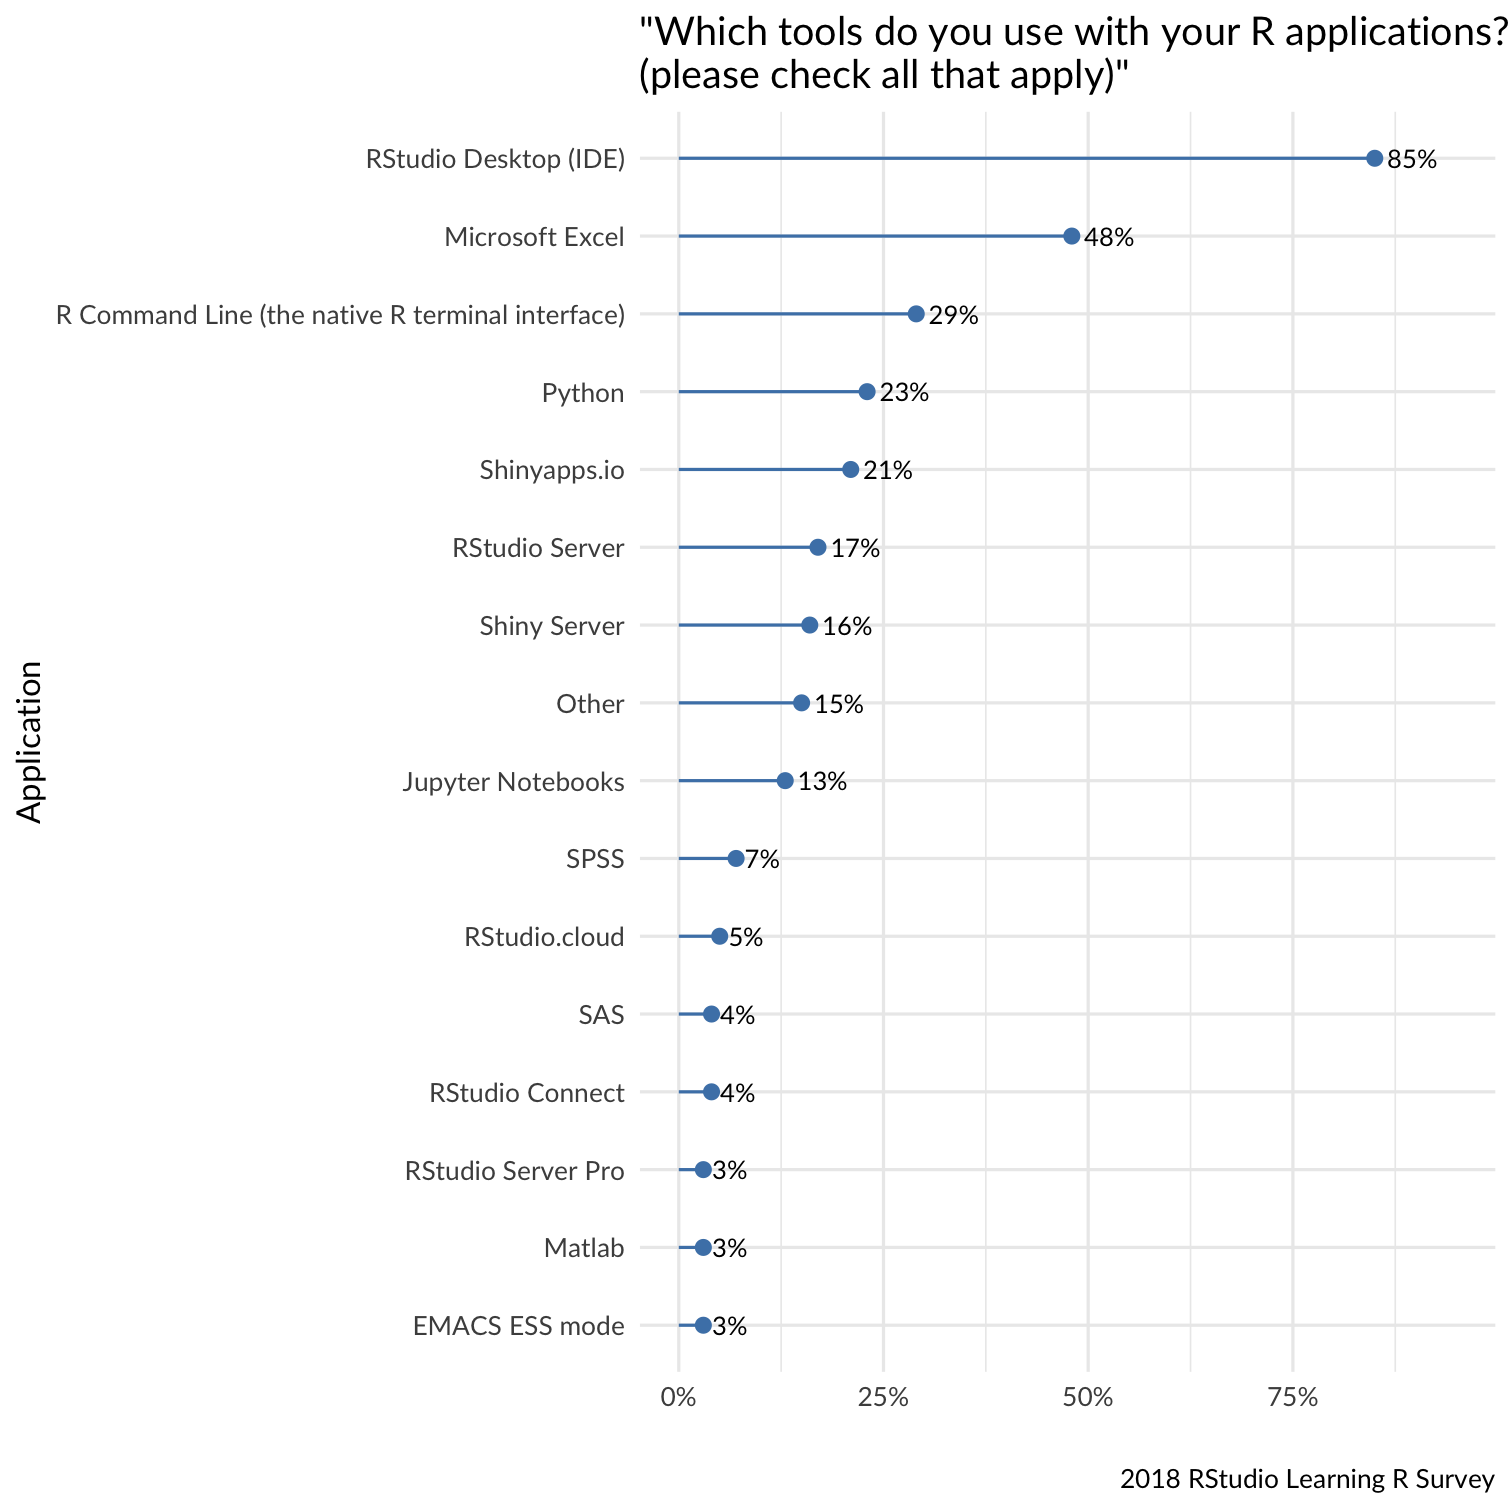 "Which tools do you use with your R applications?
(please check all that apply)"
RStudio Desktop (IDE) 85%
Microsoft Excel 48%
R Command Line (the native R terminal interface) 29%
Python 23%
Shinyapps.io 21%
RStudio Server 17%
Shiny Server 16%
Other 15%
Jupyter Notebooks 13%
SPSS 7%
RStudio.cloud 5%
SAS 4%
RStudio Connect 4%
RStudio Server Pro 3%
Matlab 3%
EMACS ESS mode 3%
Application
0% 25% 50% 75%
2018 RStudio Learning R Survey